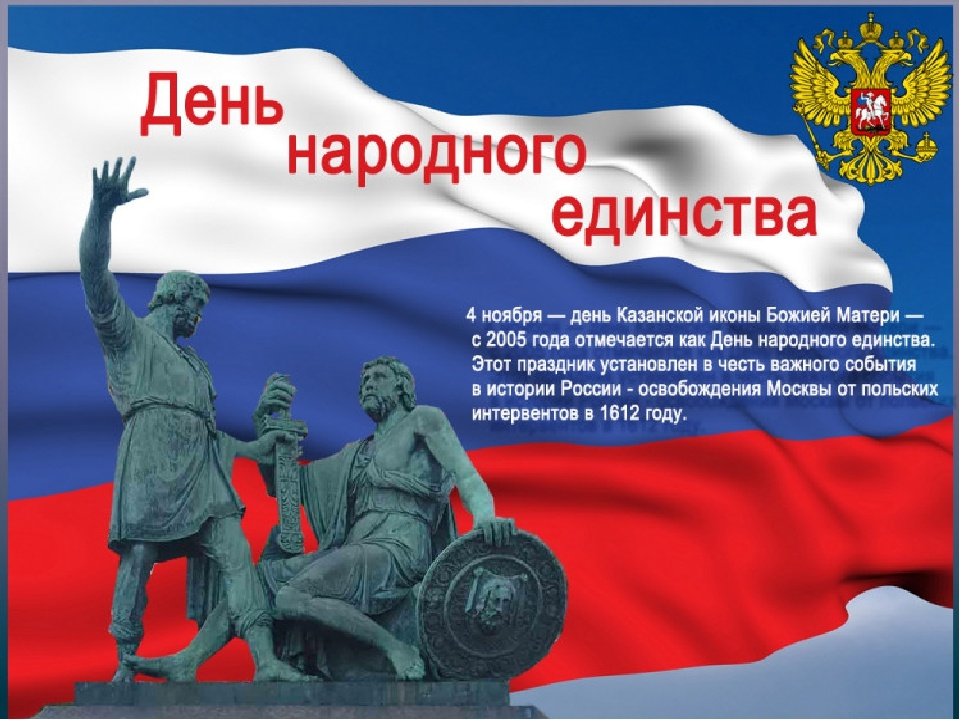 День
народного
единства
4 ноября — день Казанской иконы Божией Матери —
с 2005 года отмечается как День народного единства.
Этот праздник установлен в честь важного события
в истории России - освобождения Москвы от польских
интервентов в 1612 году.